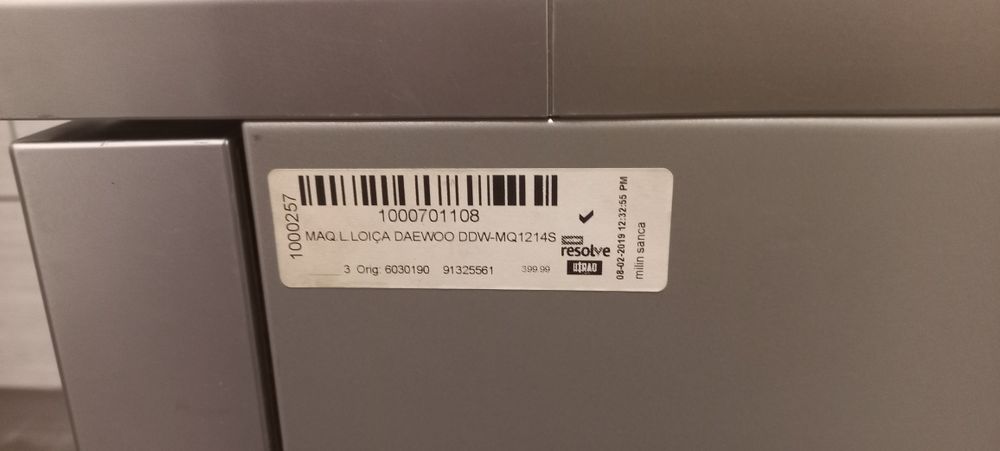 1000257
1000701108
MAQ.L.LOIÇA DAEWOO DDW-MQ1214S
3 Orig: 6030190 91325561 399.99
resolve
08-02-2019 12:32:55 PM
milin sanca